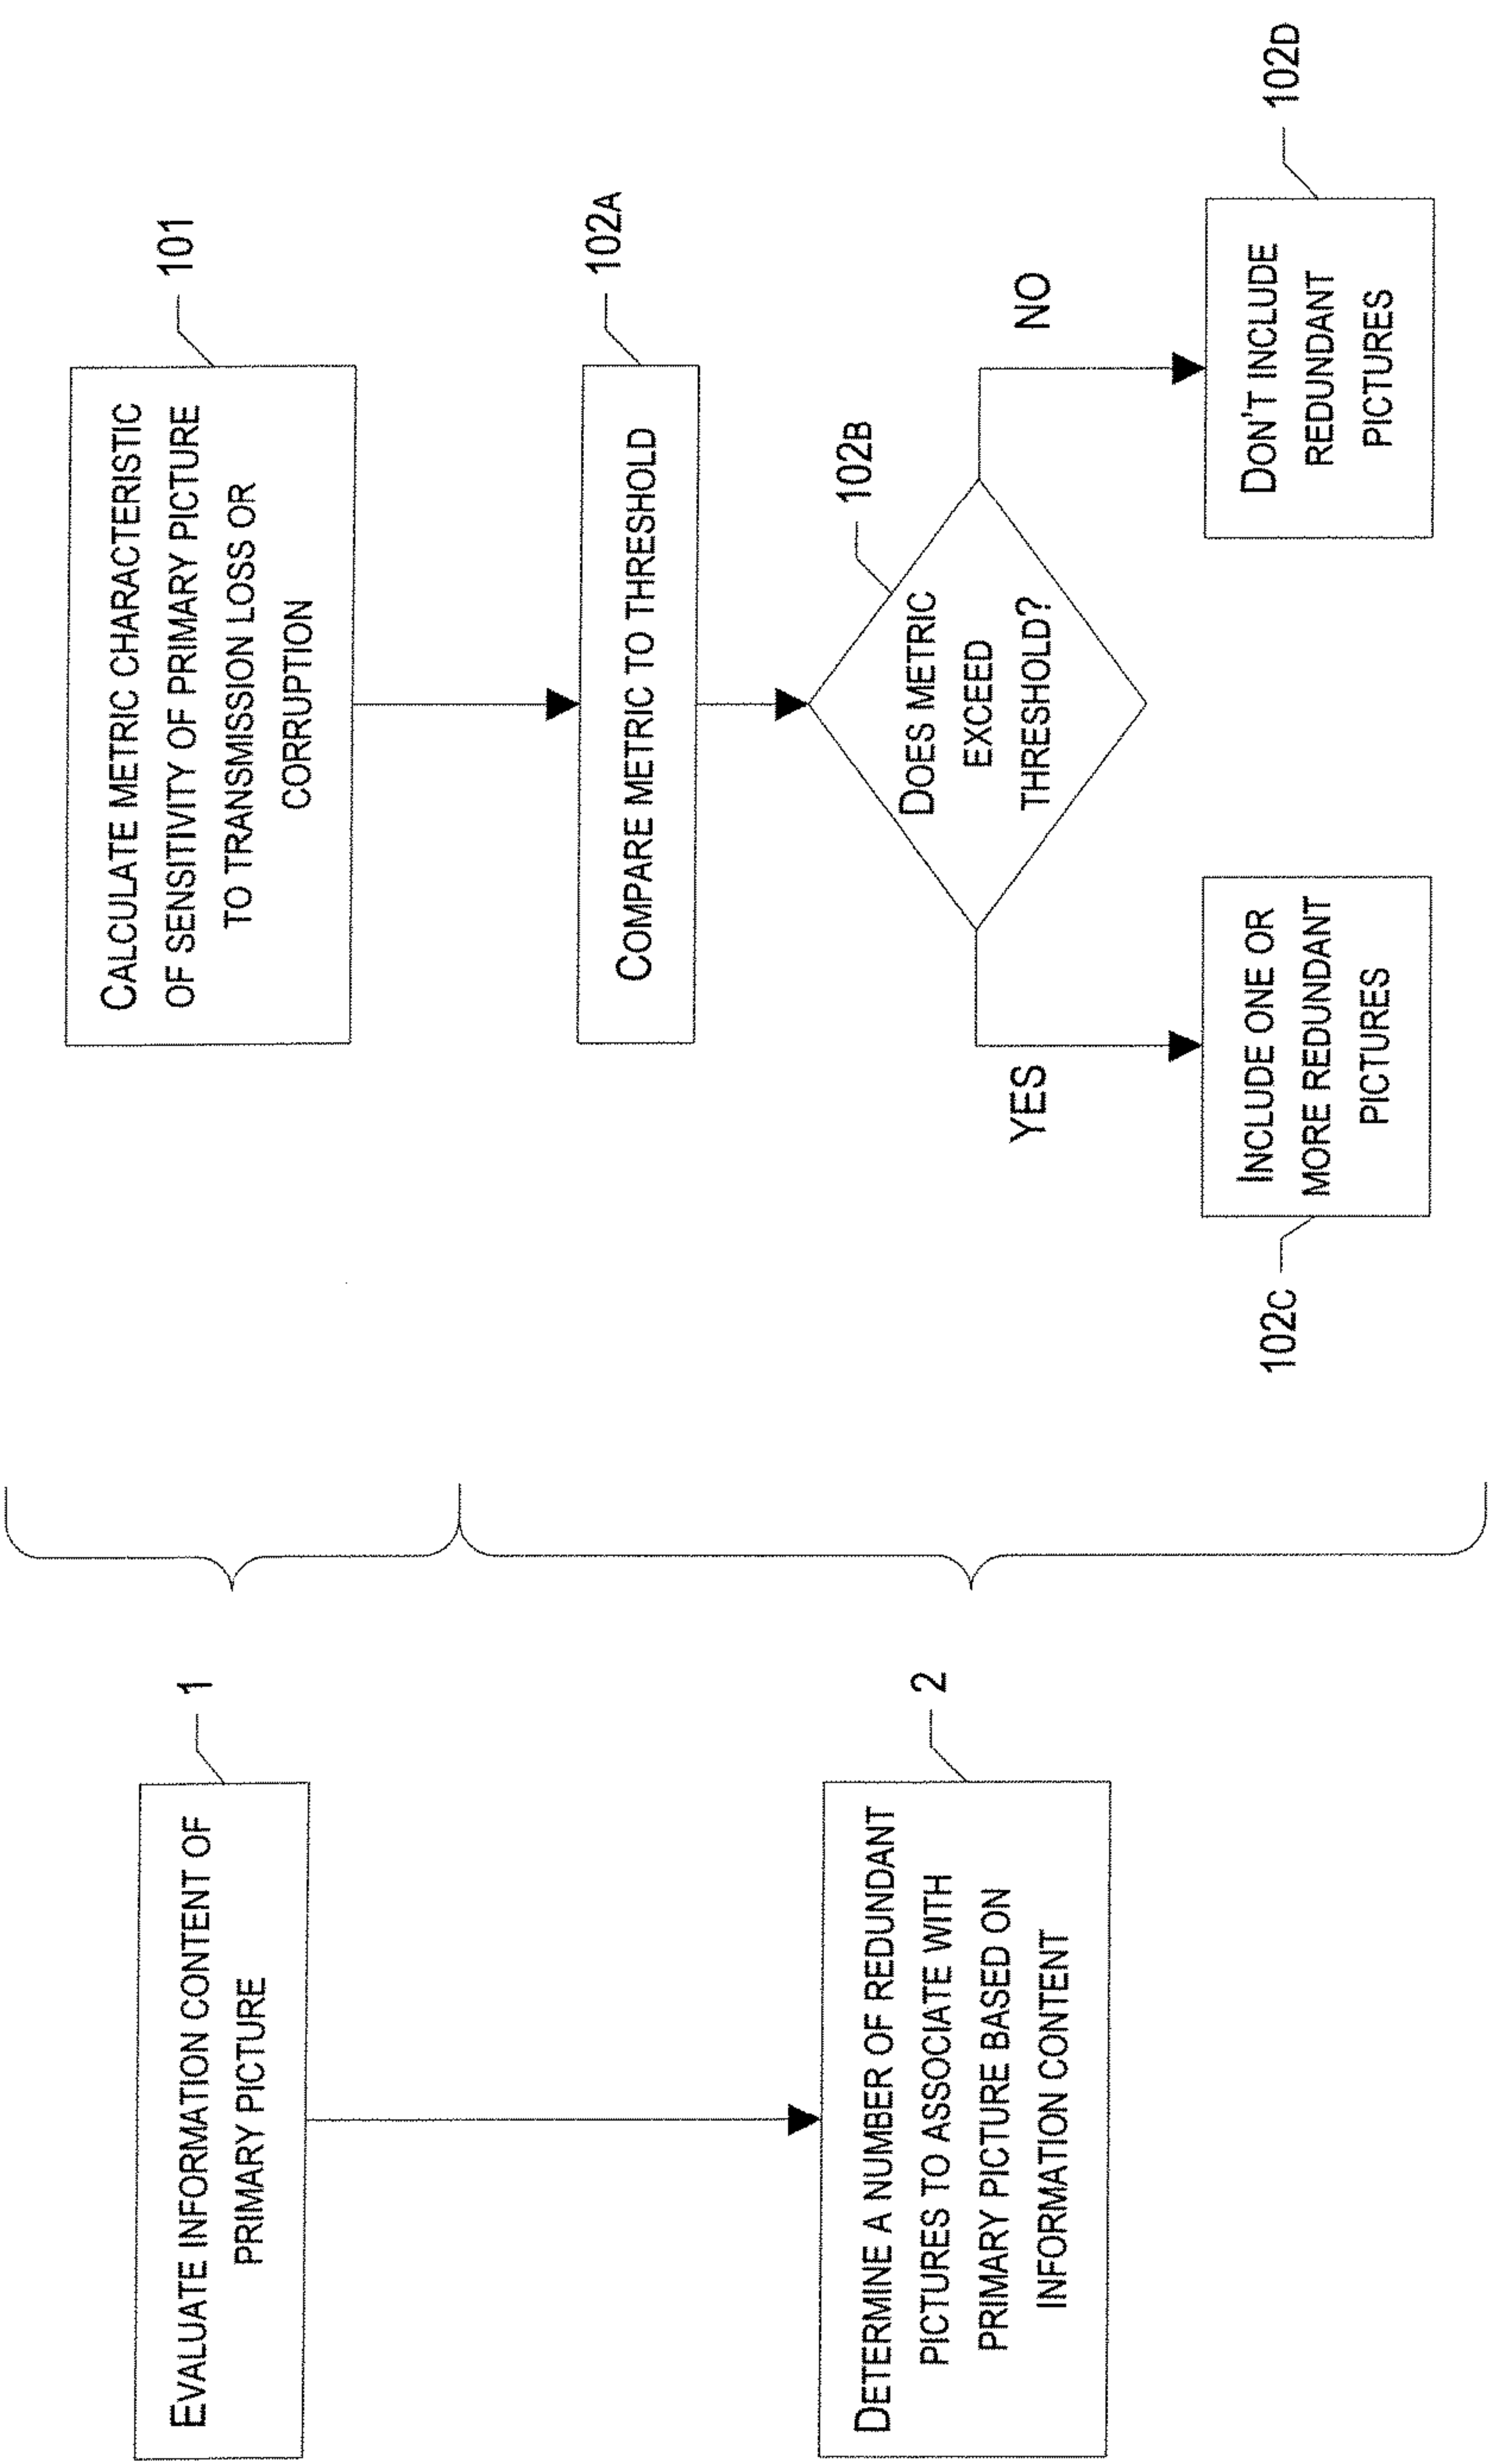 1
EVALUATE INFORMATION CONTENT OF
PRIMARY PICTURE
2
DETERMINE A NUMBER OF REDUNDANT
PICTURES TO ASSOCIATE WITH
PRIMARY PICTURE BASED ON
INFORMATION CONTENT
101
CALCULATE METRIC CHARACTERISTIC
OF SENSITIVITY OF PRIMARY PICTURE
TO TRANSMISSION LOSS OR
CORRUPTION
102A
COMPARE METRIC TO THRESHOLD
102B
DOES METRIC
EXCEED
THRESHOLD?
YES
NO
102C
INCLUDE ONE OR
MORE REDUNDANT
PICTURES
102D
DON'T INCLUDE
REDUNDANT
PICTURES